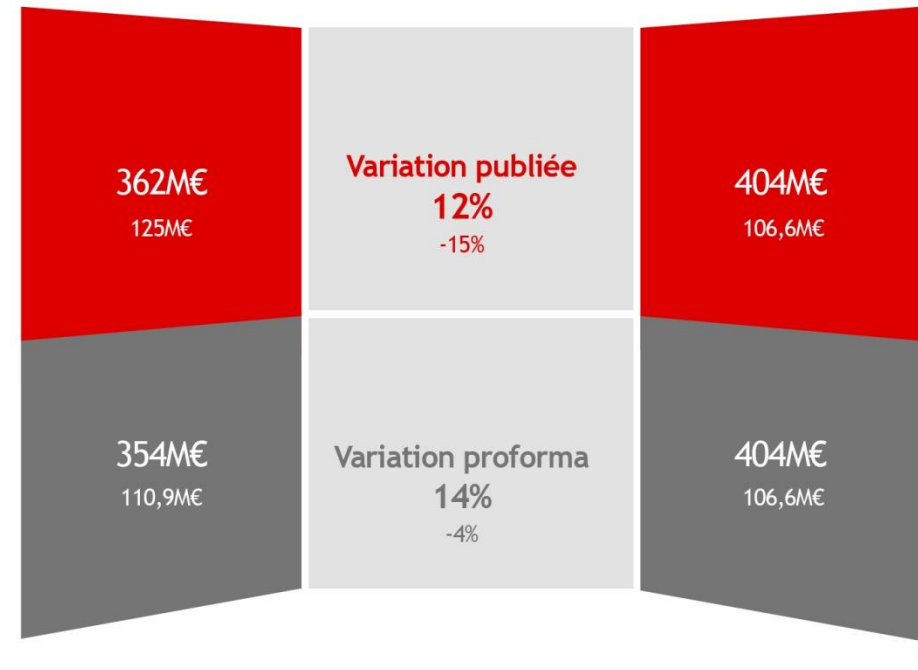 362M€
125M€
Variation publiée
12%
-15%
404M€
106,6M€
354M€
110,9M€
Variation proforma
14%
-4%
404M€
106,6M€